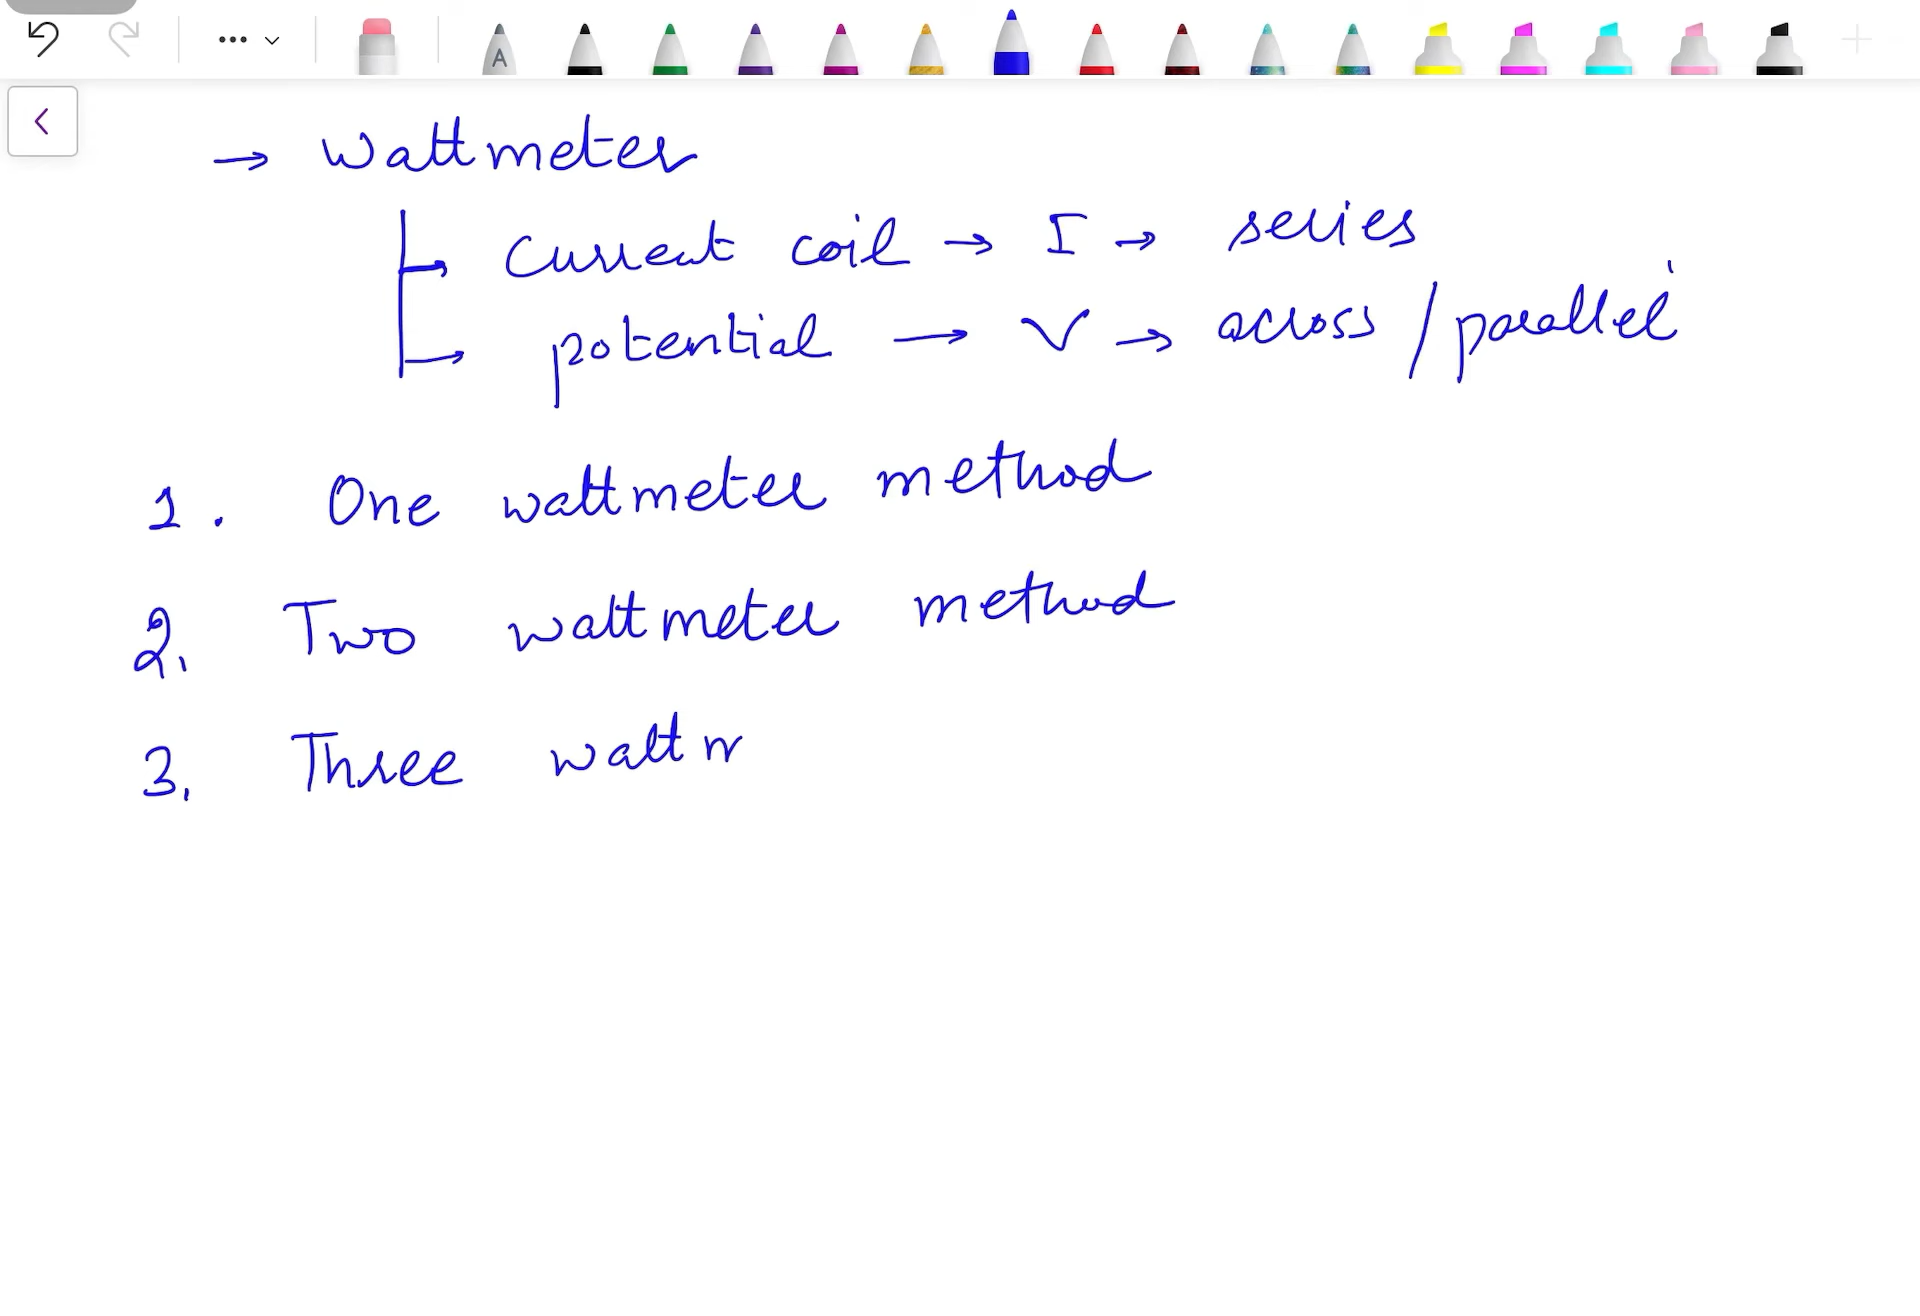 → Wattmeter
Current coil → I → series
potential → V → across / parallel
1. One wattmeter method
2. Two wattmeter method
3. Three watt